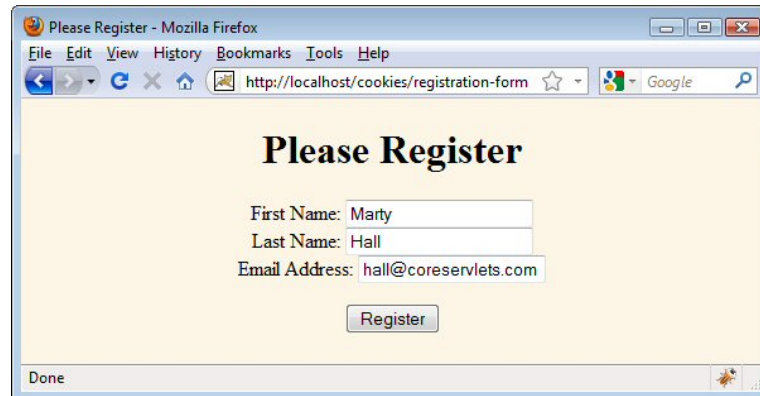 Please Register - Mozilla Firefox
File Edit View History Bookmarks Tools Help
http://localhost/cookies/registration-form Google
Please Register
First Name: Marty
Last Name: Hall
Email Address: hall@coreservlets.com
Register
Done